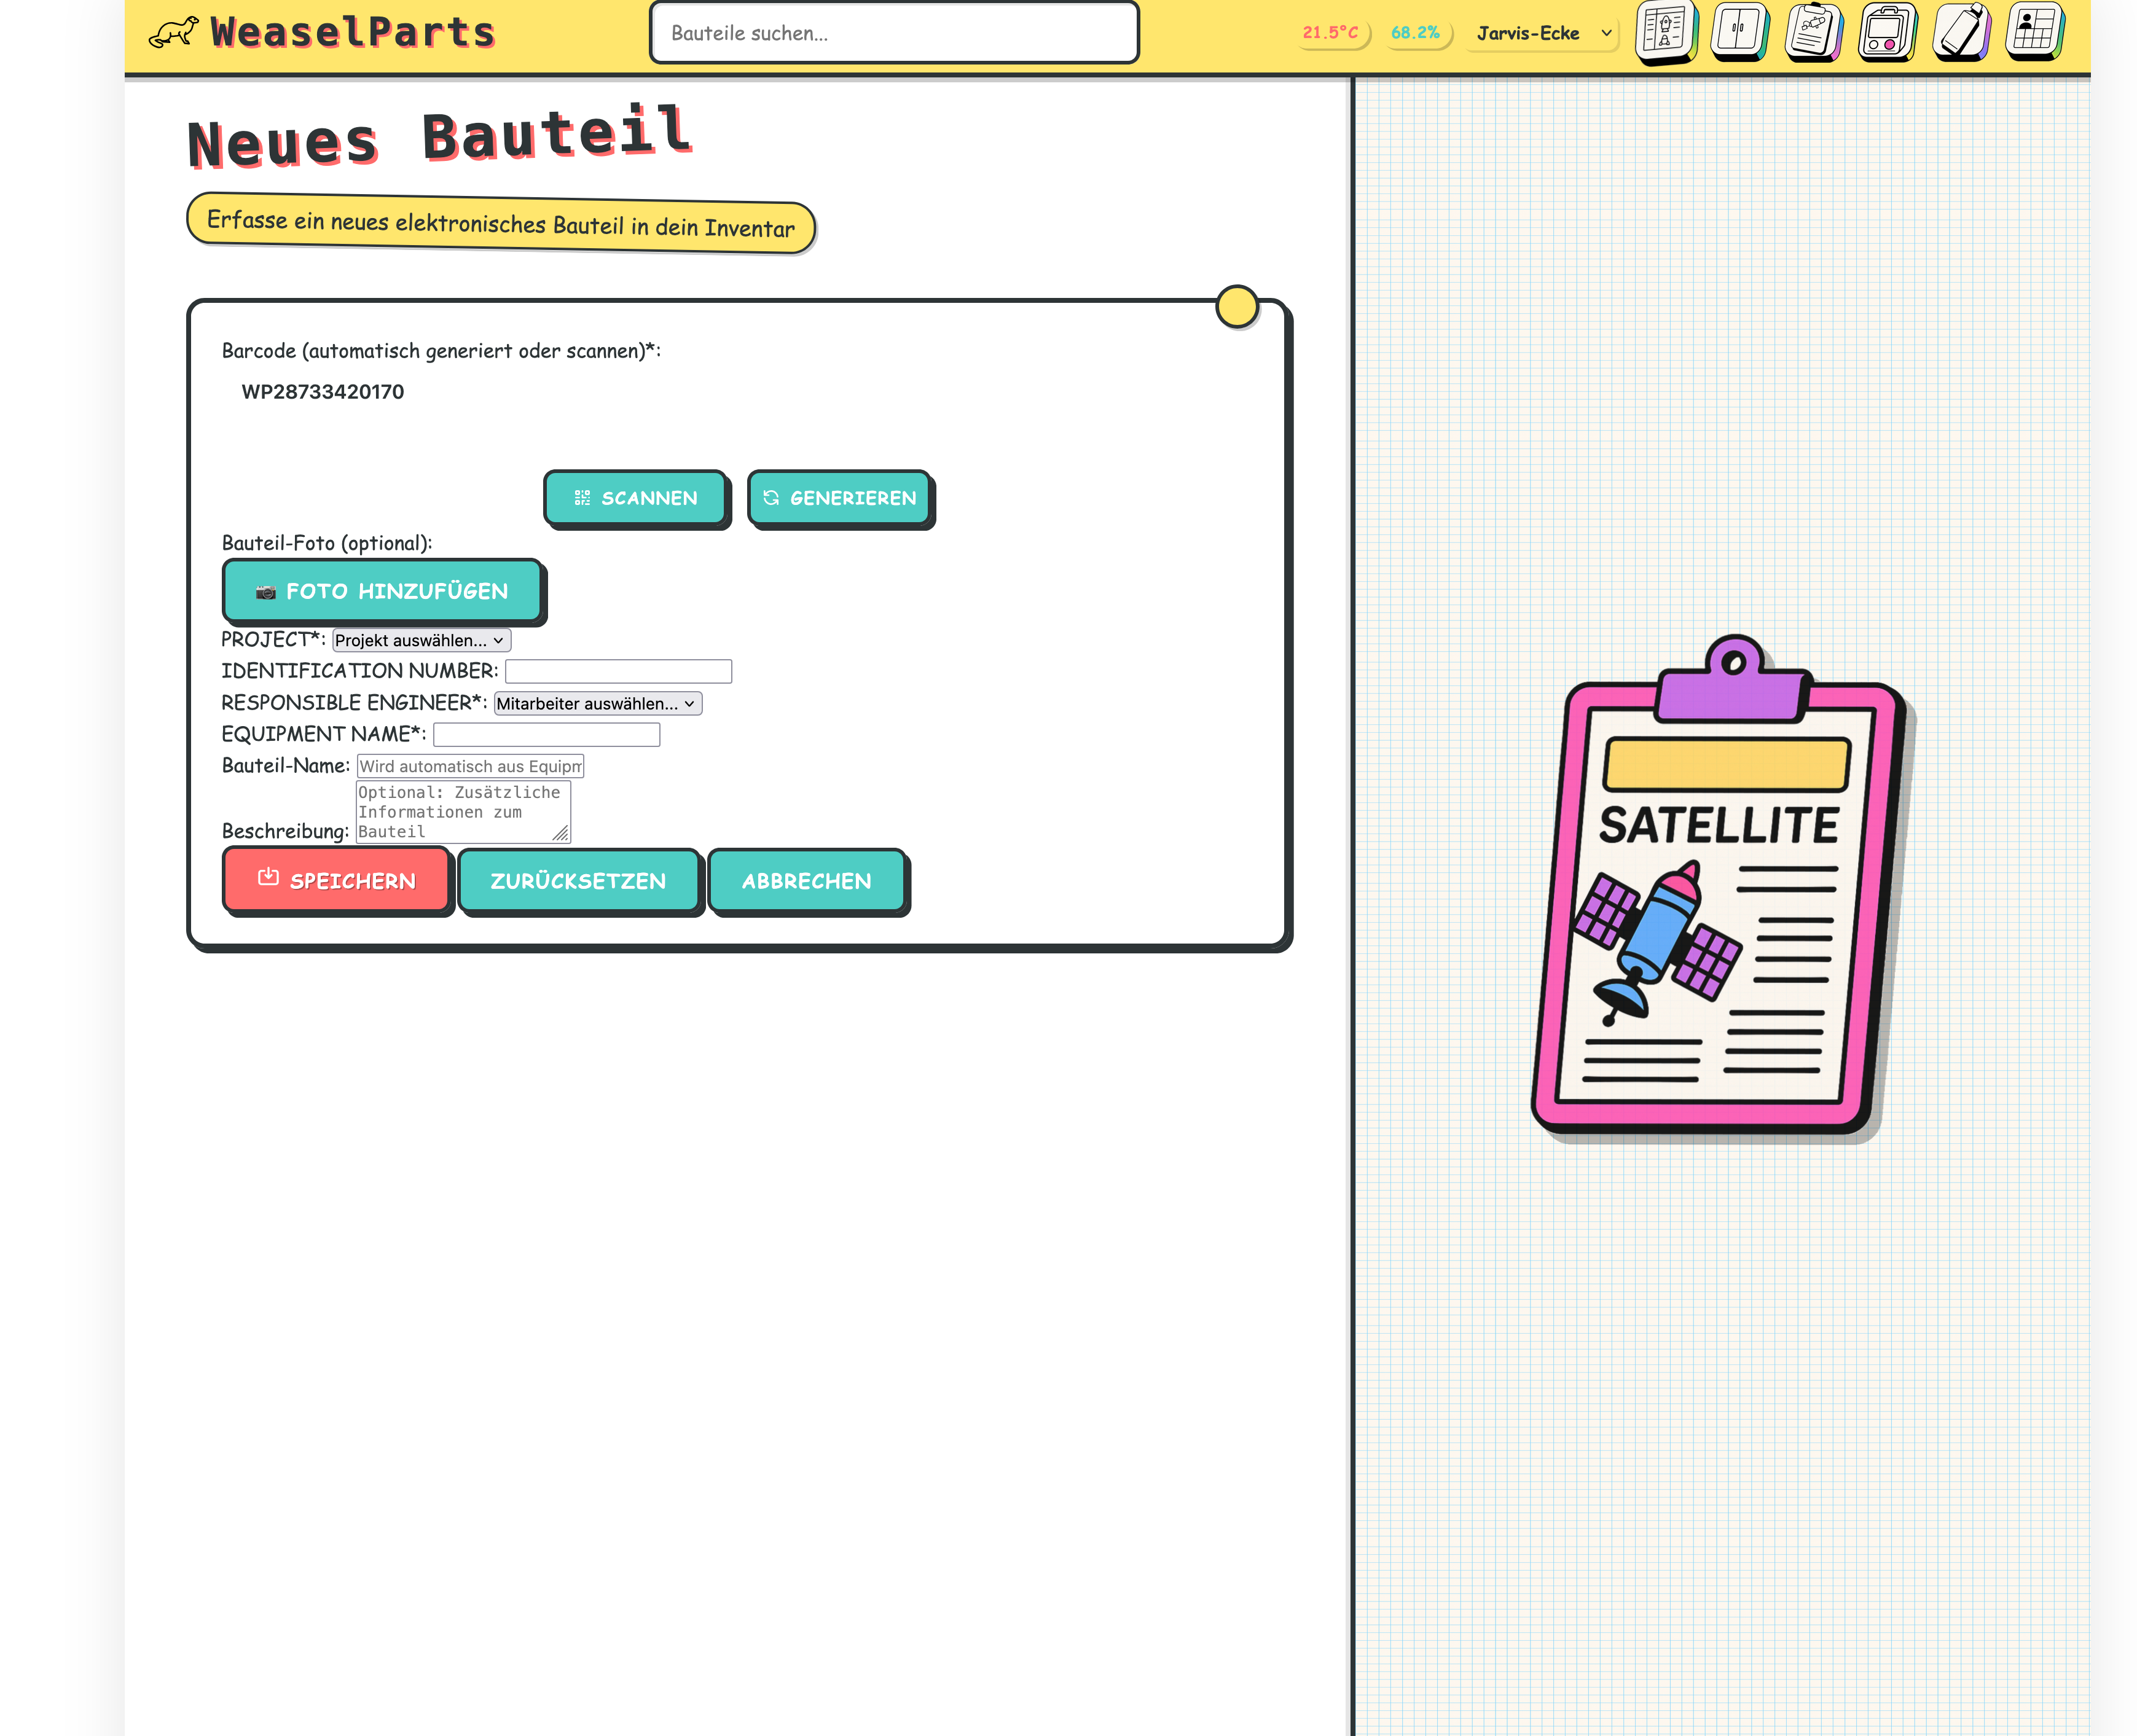 WeaselParts
Bauteile suchen...
21.5°C
68.2%
Jarvis-Ecke
Neues Bauteil
Erfasse ein neues elektronisches Bauteil in dein Inventar
Barcode (automatisch generiert oder scannen)*:
WP28733420170
SCANNEN
GENERIEREN
Bauteil-Foto (optional):
FOTO HINZUFÜGEN
PROJECT*: Projekt auswählen...
IDENTIFICATION NUMBER:
RESPONSIBLE ENGINEER*: Mitarbeiter auswählen...
EQUIPMENT NAME*:
Bauteil-Name: Wird automatisch aus Equipm
Beschreibung: Optional: Zusätzliche
Informationen zum
Bauteil
SPEICHERN
ZURÜCKSETZEN
ABBRECHEN
SATELLITE